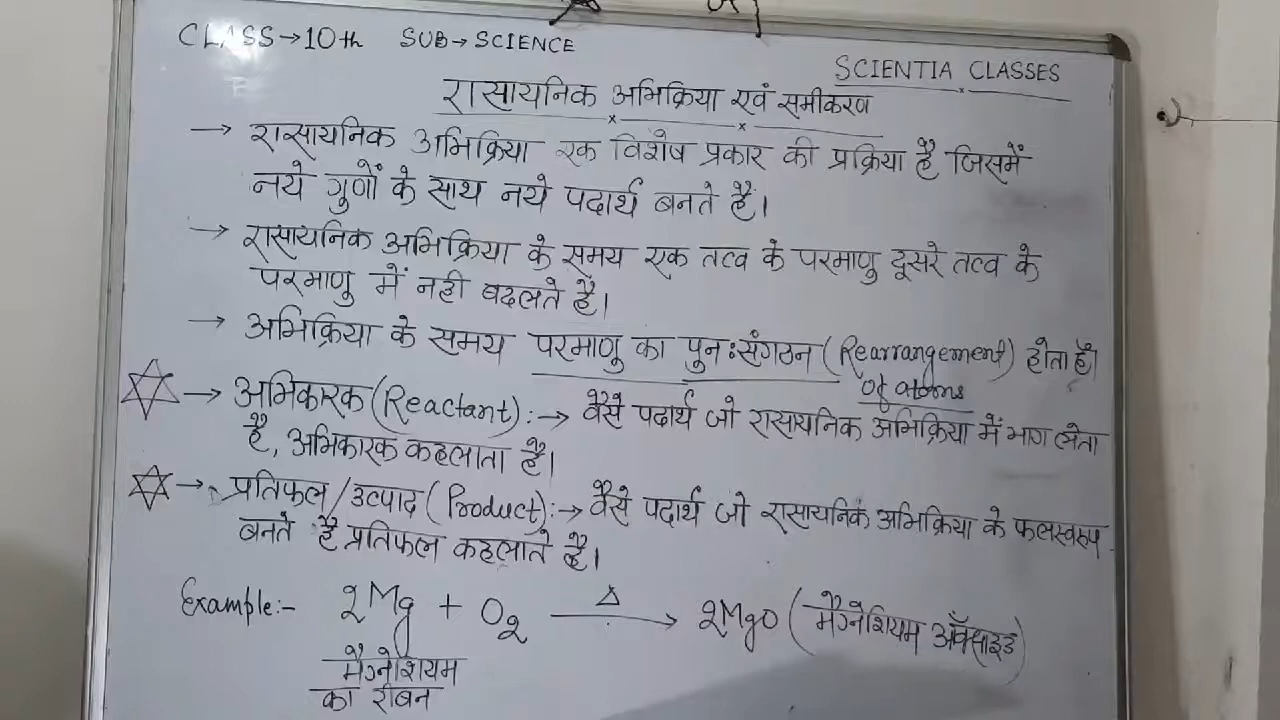 CLASS→10th SUB→SCIENCE
SCIENTIA CLASSES
रासायनिक अभिक्रिया एवं समीकरण
→ रासायनिक अभिक्रिया एक विशेष प्रकार की प्रक्रिया है जिसमें
नये गुणों के साथ नये पदार्थ बनते हैं।
→ रासायनिक अभिक्रिया के समय एक तत्व के परमाणु दूसरे तत्व के
परमाणु में नही बदलते हैं।
→ अभिक्रिया के समय परमाणु का पुनःसंगठन (Rearrangement) होता है।
of atoms
→ अभिकारक (Reactant):→ वैसे पदार्थ जो रासायनिक अभिक्रिया में भाग लेता
है, अभिकारक कहलाता है।
→ प्रतिफल/उत्पाद (Product):→ वैसे पदार्थ जो रासायनिक अभिक्रिया के फलस्वरूप
बनते है प्रतिफल कहलाते है।
Example:- 2Mg + O₂ —Δ→ 2MgO (मैग्नेशियम ऑक्साइड)
मैग्नेशियम
का रीबन